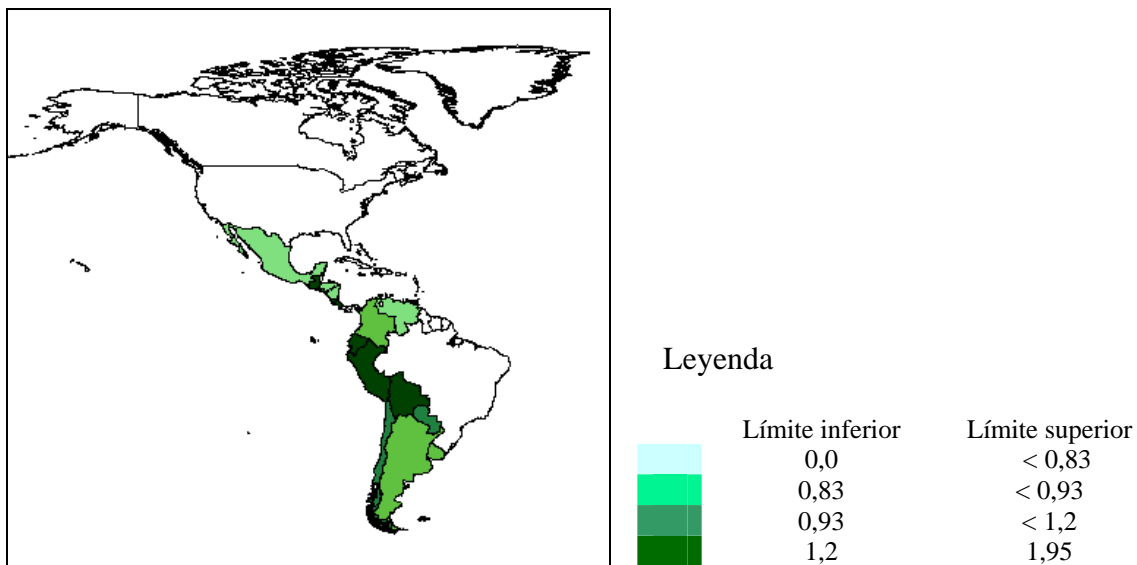 Leyenda
Límite inferior Límite superior
0,0 < 0,83
0,83 < 0,93
0,93 < 1,2
1,2 1,95